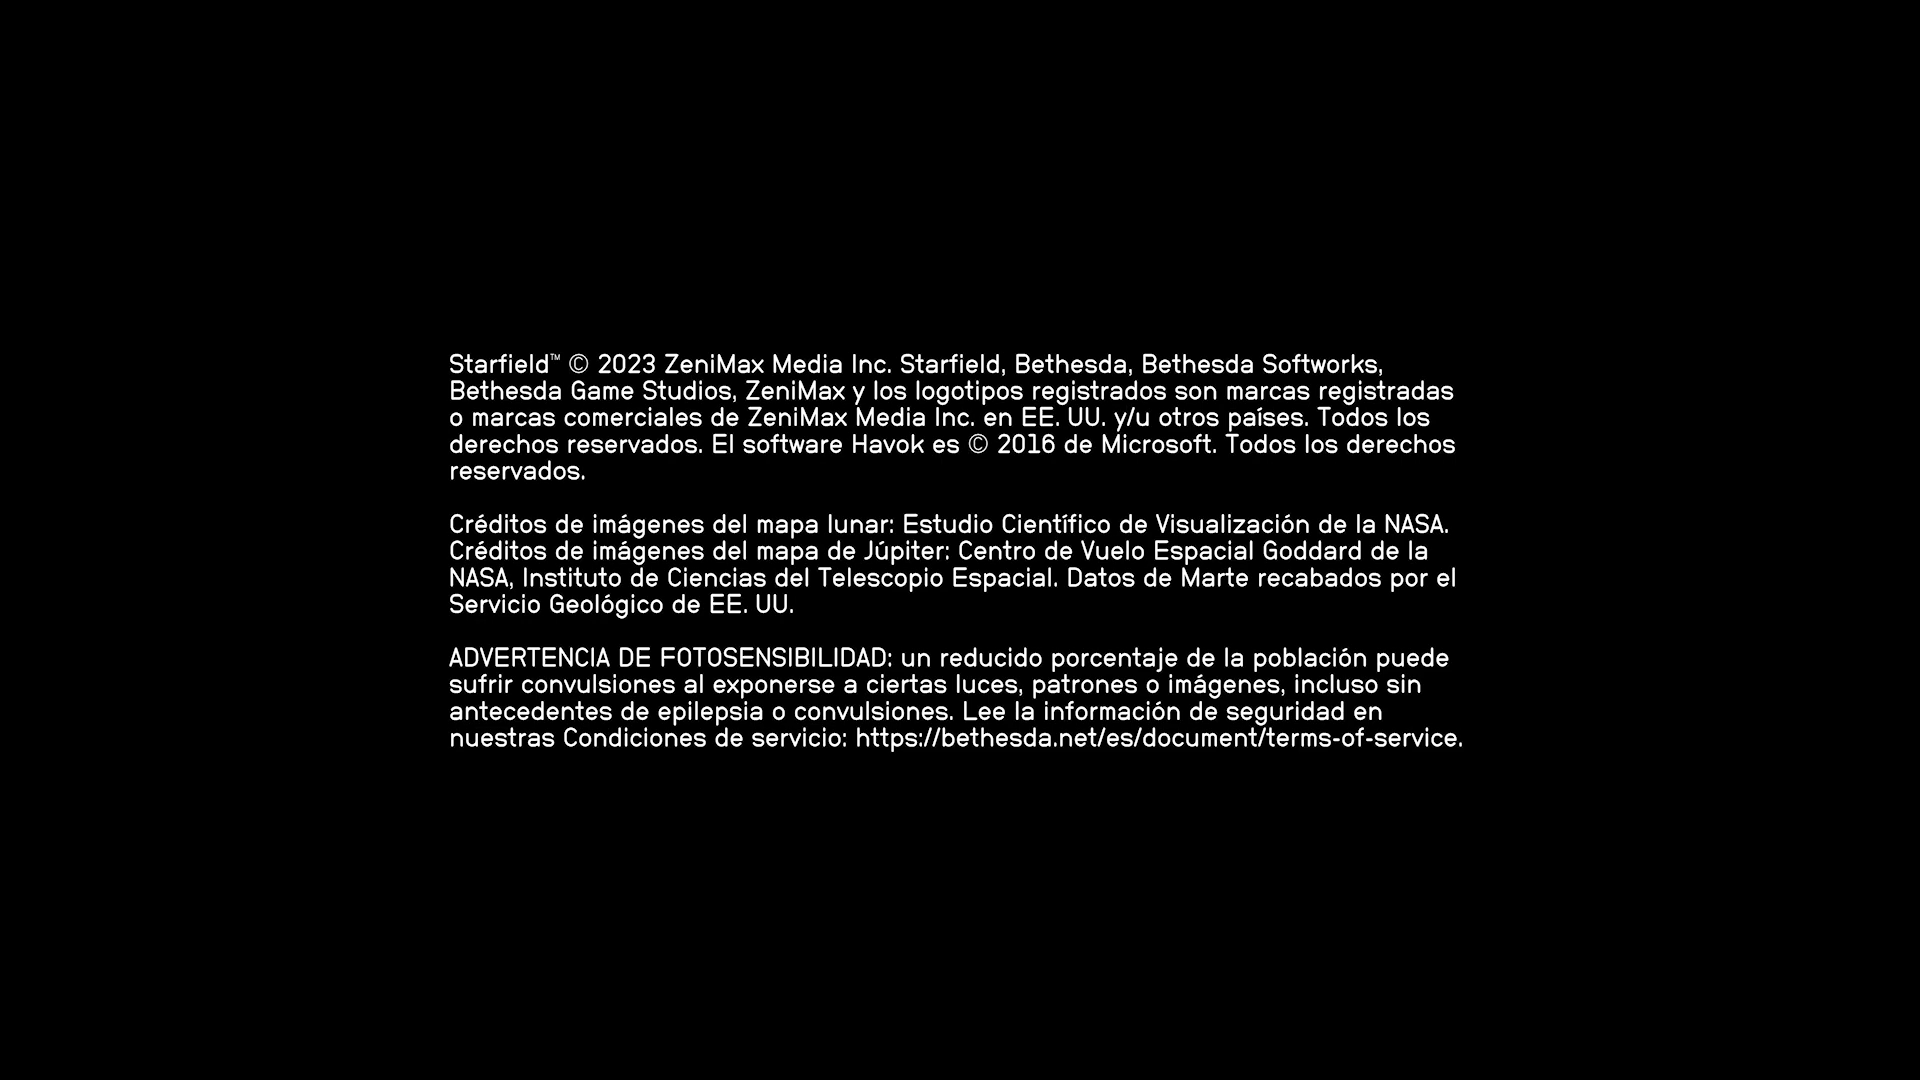 Starfield™ © 2023 ZeniMax Media Inc. Starfield, Bethesda, Bethesda Softworks,
Bethesda Game Studios, ZeniMax y los logotipos registrados son marcas registradas
o marcas comerciales de ZeniMax Media Inc. en EE. UU. y/u otros países. Todos los
derechos reservados. El software Havok es © 2016 de Microsoft. Todos los derechos
reservados.
Créditos de imágenes del mapa lunar: Estudio Científico de Visualización de la NASA.
Créditos de imágenes del mapa de Júpiter: Centro de Vuelo Espacial Goddard de la
NASA, Instituto de Ciencias del Telescopio Espacial. Datos de Marte recabados por el
Servicio Geológico de EE. UU.
ADVERTENCIA DE FOTOSENSIBILIDAD: un reducido porcentaje de la población puede
sufrir convulsiones al exponerse a ciertas luces, patrones o imágenes, incluso sin
antecedentes de epilepsia o convulsiones. Lee la información de seguridad en
nuestras Condiciones de servicio: https://bethesda.net/es/document/terms-of-service.